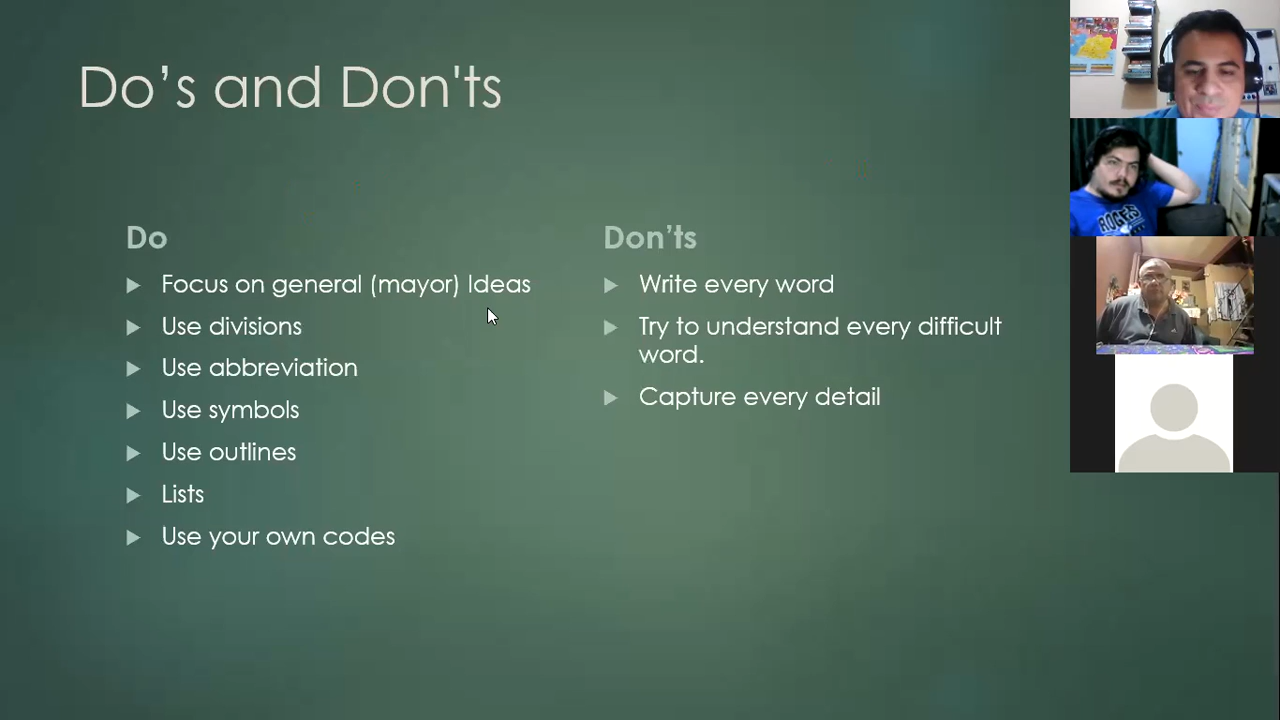 Do’s and Don'ts
Do
Focus on general (mayor) Ideas
Use divisions
Use abbreviation
Use symbols
Use outlines
Lists
Use your own codes
Don’ts
Write every word
Try to understand every difficult
word.
Capture every detail